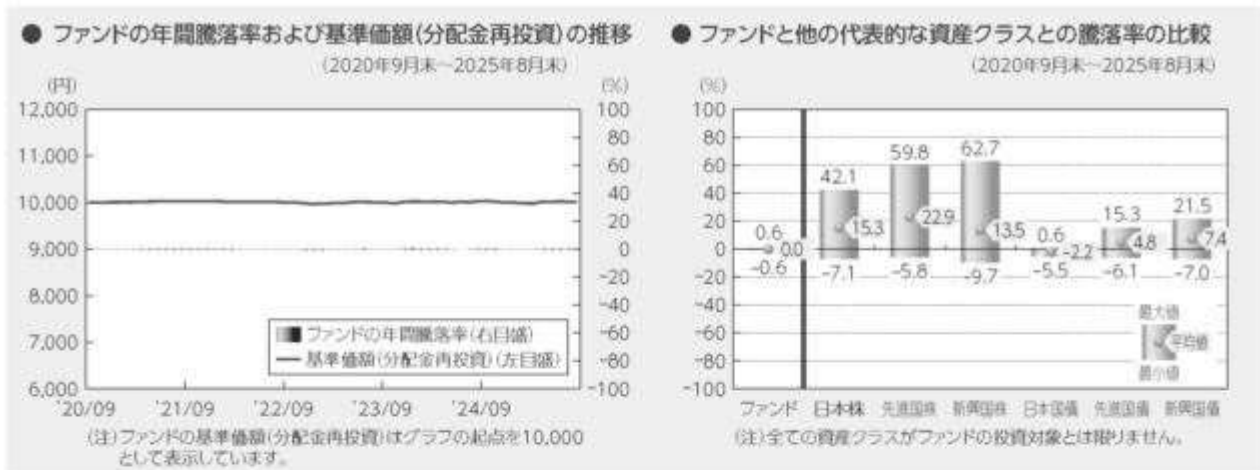 ● ファンドの年間騰落率および基準価額(分配金再投資)の推移
(2020年9月末~2025年8月末)
(円)
(%)
12,000
11,000
10,000
9,000
8,000
7,000
6,000
100
80
60
40
20
0
-20
-40
-60
-80
-100
ファンドの年間騰落率(右目盛)
基準価額(分配金再投資)(左目盛)
'20/09 '21/09 '22/09 '23/09 '24/09
(注)ファンドの基準価額(分配金再投資)はグラフの起点を10,000
として表示しています。
● ファンドと他の代表的な資産クラスとの騰落率の比較
(2020年9月末~2025年8月末)
(%)
100
80
60
40
20
0
-20
-40
-60
-80
-100
0.6 42.1 59.8 62.7 0.6 15.3 21.5
0.0 15.3 22.9 13.5 -2.2 4.8 7.4
-0.6 -7.1 -5.8 -9.7 -5.5 -6.1 -7.0
最大値
平均値
最小値
ファンド 日本株 先進国株 新興国株 日本国債 先進国債 新興国債
(注)全ての資産クラスがファンドの投資対象とは限りません。